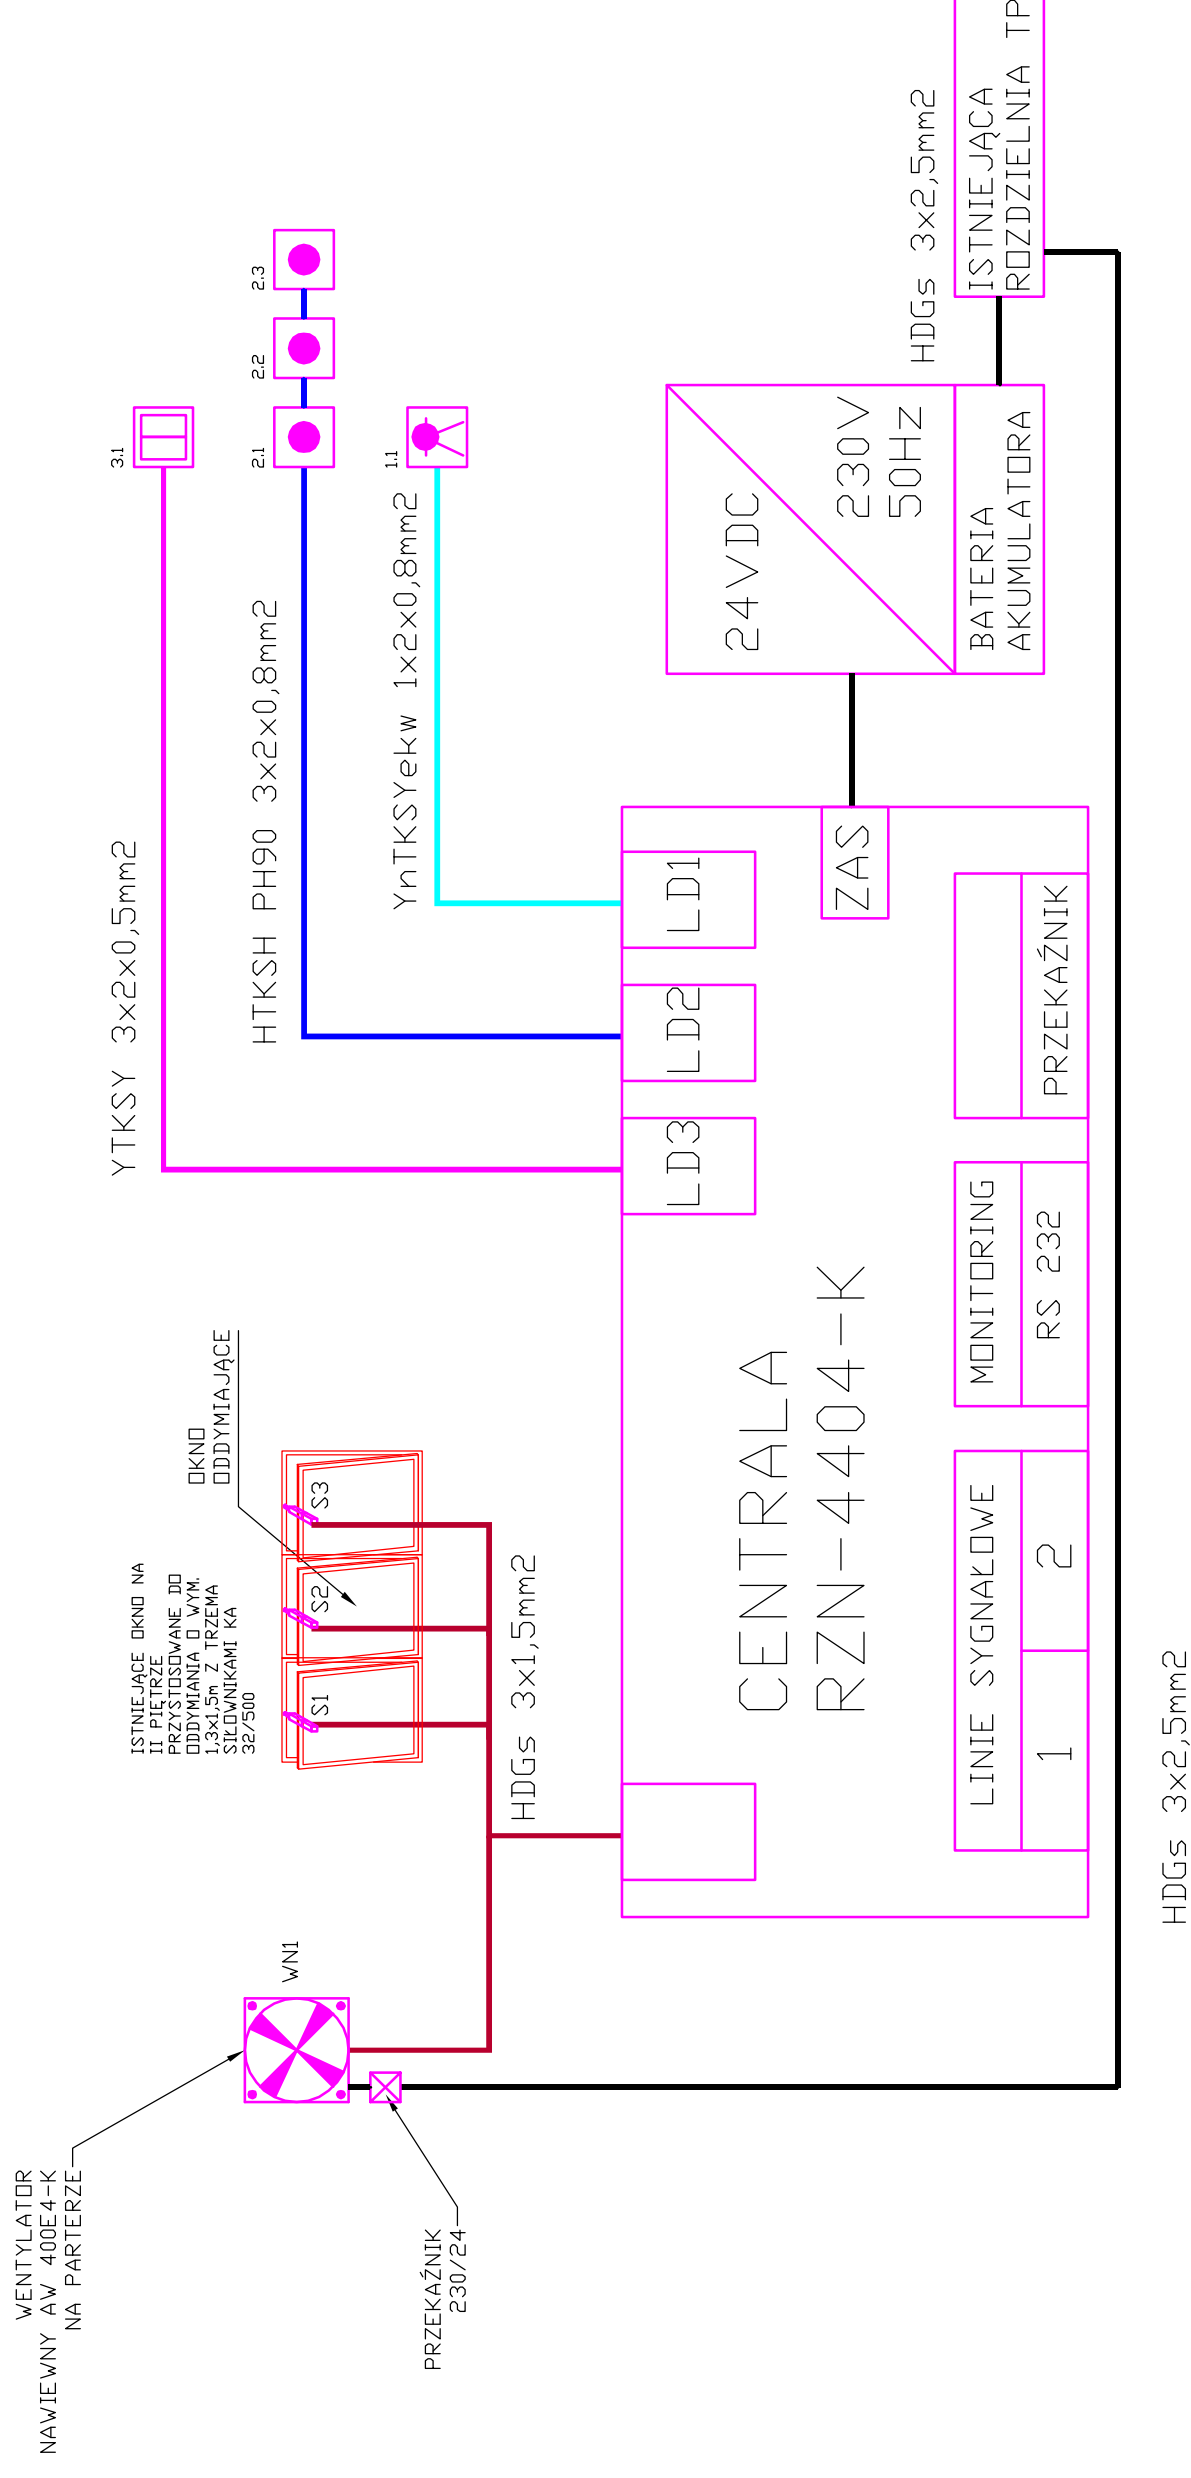 WENTYLATOR
NAWIEWNY AW 400E4-K
NA PARTERZE
PRZEKAŹNIK
230/24
WN1
ISTNIEJĄCE OKNO NA
II PIĘTRZE
PRZYSTOSOWANE DO
ODDYMIANIA O WYM.
1,3x1,5m Z TRZEMA
SIŁOWNIKAMI KA
32/500
S1
S2
S3
OKNO
ODDYMIAJĄCE
HDGs 3x1,5mm2
YTKSY 3x2x0,5mm2
3.1
HTKSH PH90 3x2x0,8mm2
2.1
2.2
2.3
YnTKSYekw 1x2x0,8mm2
1.1
LD3
LD2
LD1
CENTRALA
RZN-4404-K
ZAS
LINIE SYGNAŁOWE
1
2
MONITORING
RS 232
PRZEKAŹNIK
24VDC
230V
50Hz
BATERIA
AKUMULATORA
HDGs 3x2,5mm2
ISTNIEJĄCA
ROZDZIELNIA TP
HDGs 3x2,5mm2